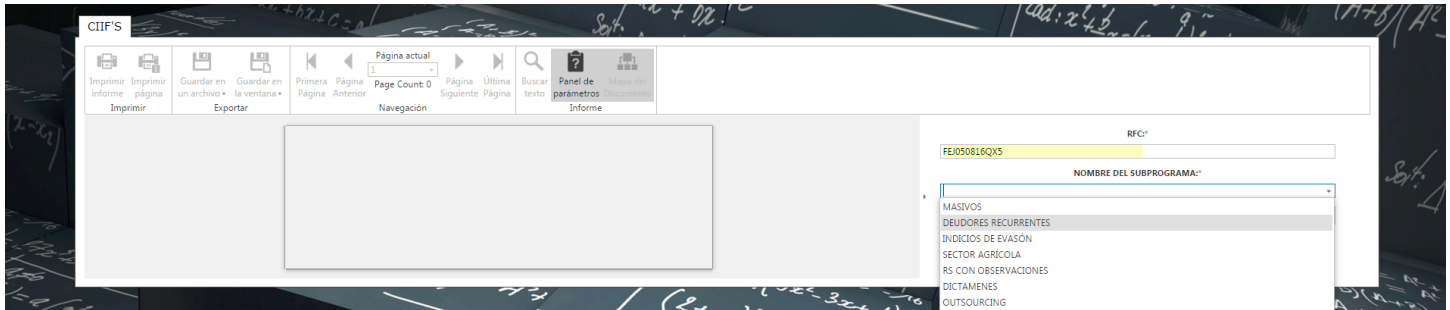 CIIF'S
Imprimir informe
Imprimir página
Imprimir
Guardar en un archivo
Guardar en la ventana
Exportar
Primera Página
Página Anterior
Página actual
1
Page Count: 0
Página Siguiente
Última Página
Navegación
Buscar texto
Panel de parámetros
Mapa del Documento
Informe
RFC:*
FEJ050816QX5
NOMBRE DEL SUBPROGRAMA:*
MASIVOS
DEUDORES RECURRENTES
INDICIOS DE EVASÓN
SECTOR AGRÍCOLA
RS CON OBSERVACIONES
DICTAMENES
OUTSOURCING